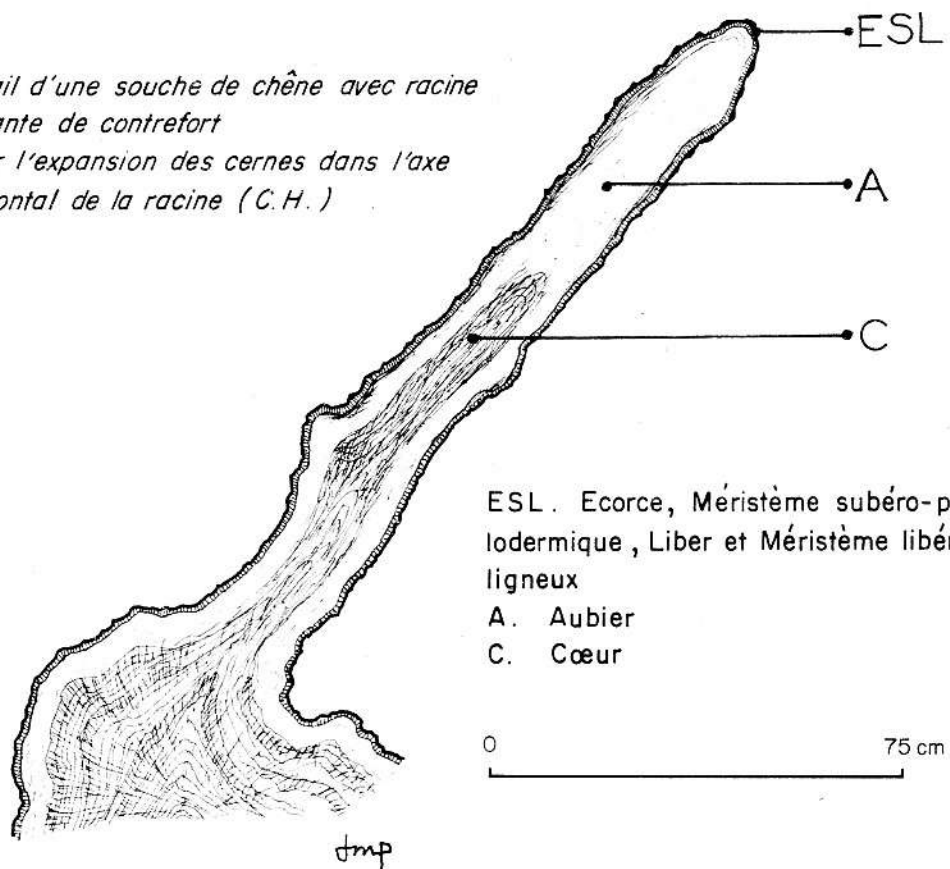 ail d'une souche de chêne avec racine
ante de contrefort
r l'expansion des cernes dans l'axe
ontal de la racine (C.H.)
ESL
A
C
ESL. Ecorce, Méristème subéro-p
lodermique, Liber et Méristème libér
ligneux
A. Aubier
C. Cœur
0 75 cm